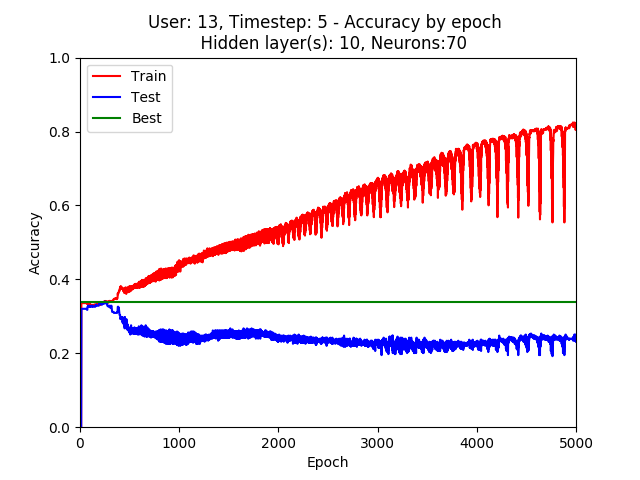 User: 13, Timestep: 5 - Accuracy by epoch
Hidden layer(s): 10, Neurons:70
1.0
0.8
0.6
0.4
0.2
0.0
Accuracy
Train
Test
Best
0 1000 2000 3000 4000 5000
Epoch